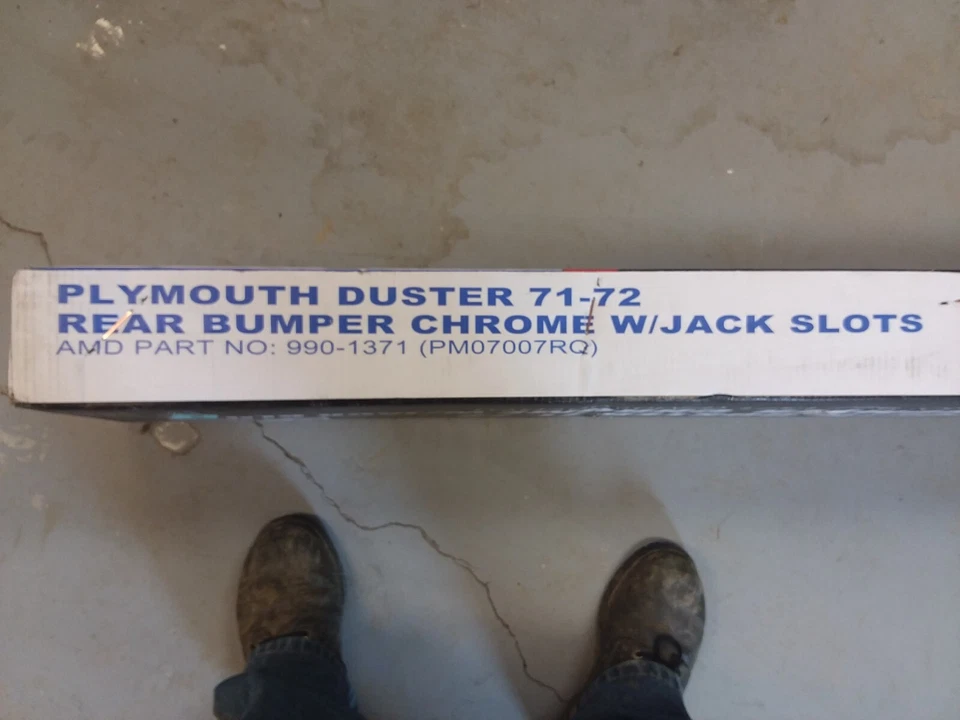 PLYMOUTH DUSTER 71-72
REAR BUMPER CHROME W/JACK SLOTS
AMD PART NO: 990-1371 (PM07007RQ)